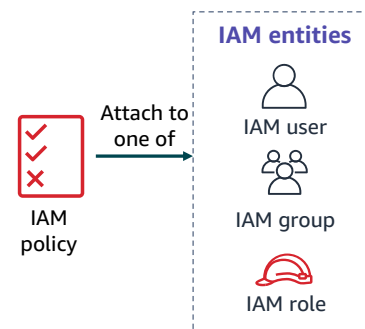 IAM entities
Attach to
one of
IAM user
IAM policy
IAM group
IAM role